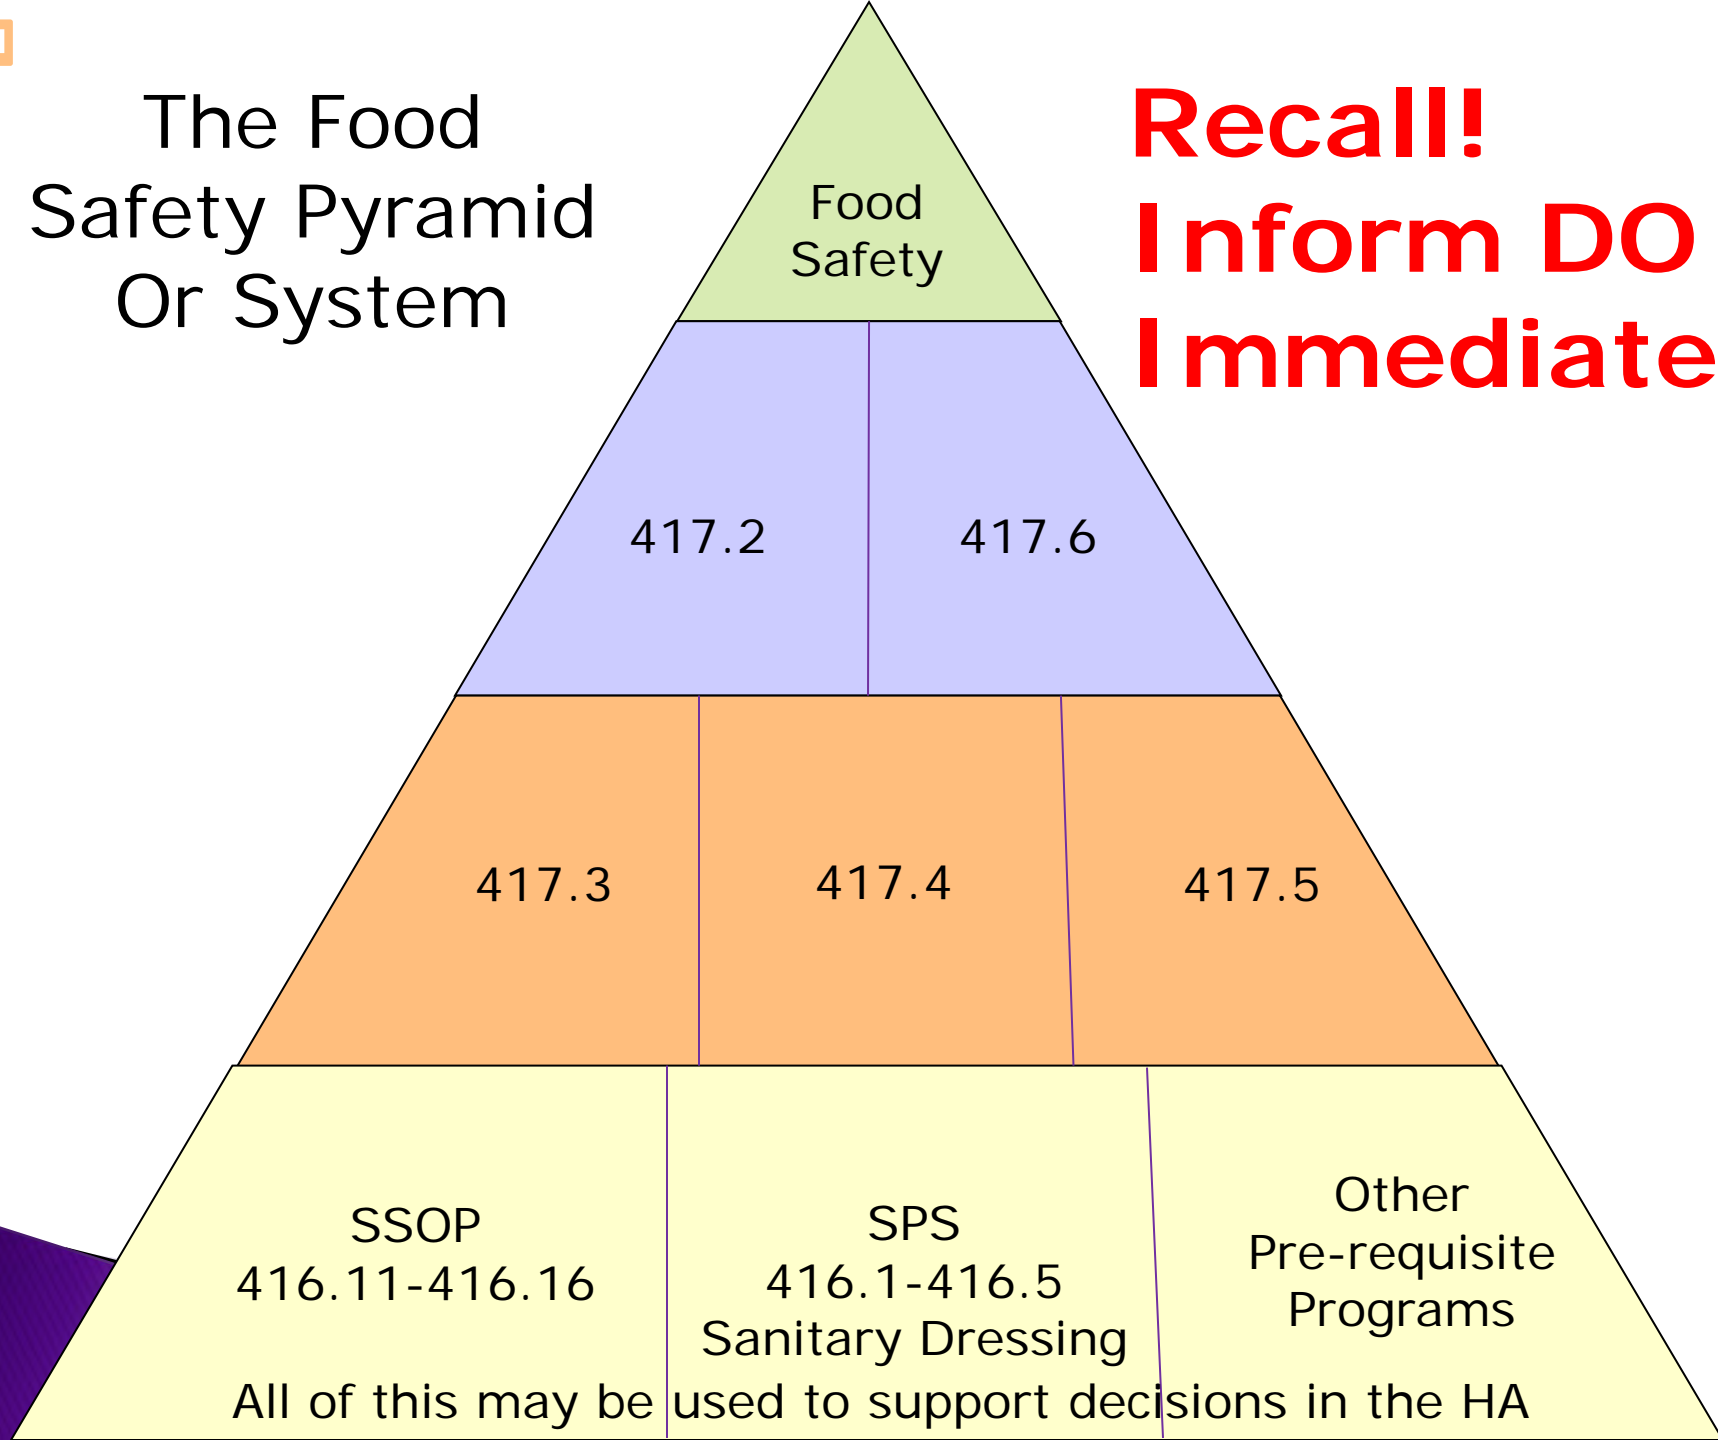 The Food
Safety Pyramid
Or System
Recall!
Inform DO
Immediate
Food
Safety
417.2
417.6
417.3
417.4
417.5
SSOP
416.11-416.16
SPS
416.1-416.5
Sanitary Dressing
Other
Pre-requisite
Programs
All of this may be used to support decisions in the HA